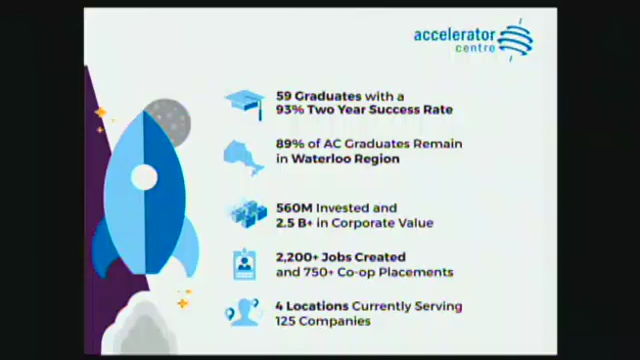 accelerator
centre
59 Graduates with a
93% Two Year Success Rate
89% of AC Graduates Remain
in Waterloo Region
560M Invested and
2.5 B+ in Corporate Value
2,200+ Jobs Created
and 750+ Co-op Placements
4 Locations Currently Serving
125 Companies